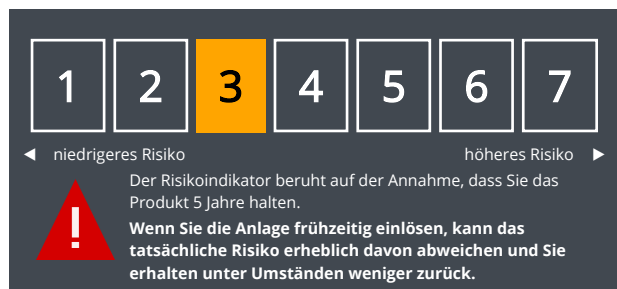 1 2 3 4 5 6 7
niedrigeres Risiko höheres Risiko
Der Risikoindikator beruht auf der Annahme, dass Sie das
Produkt 5 Jahre halten.
Wenn Sie die Anlage frühzeitig einlösen, kann das
tatsächliche Risiko erheblich davon abweichen und Sie
erhalten unter Umständen weniger zurück.
!